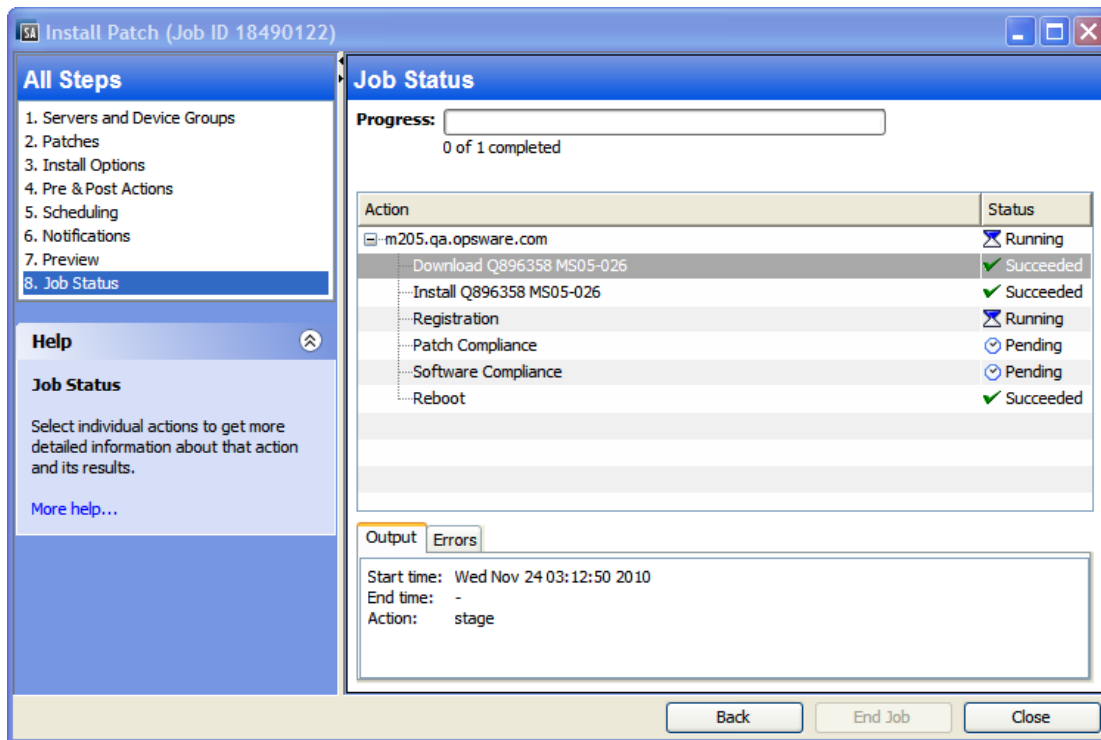 SA Install Patch (Job ID 18490122)
All Steps
1. Servers and Device Groups
2. Patches
3. Install Options
4. Pre & Post Actions
5. Scheduling
6. Notifications
7. Preview
8. Job Status
Help
Job Status
Select individual actions to get more
detailed information about that action
and its results.
More help...
Job Status
Progress:
0 of 1 completed
Action Status
m205.qa.opsware.com Running
Download Q896358 MS05-026 Succeeded
Install Q896358 MS05-026 Succeeded
Registration Running
Patch Compliance Pending
Software Compliance Pending
Reboot Succeeded
Output Errors
Start time: Wed Nov 24 03:12:50 2010
End time: -
Action: stage
Back End Job Close